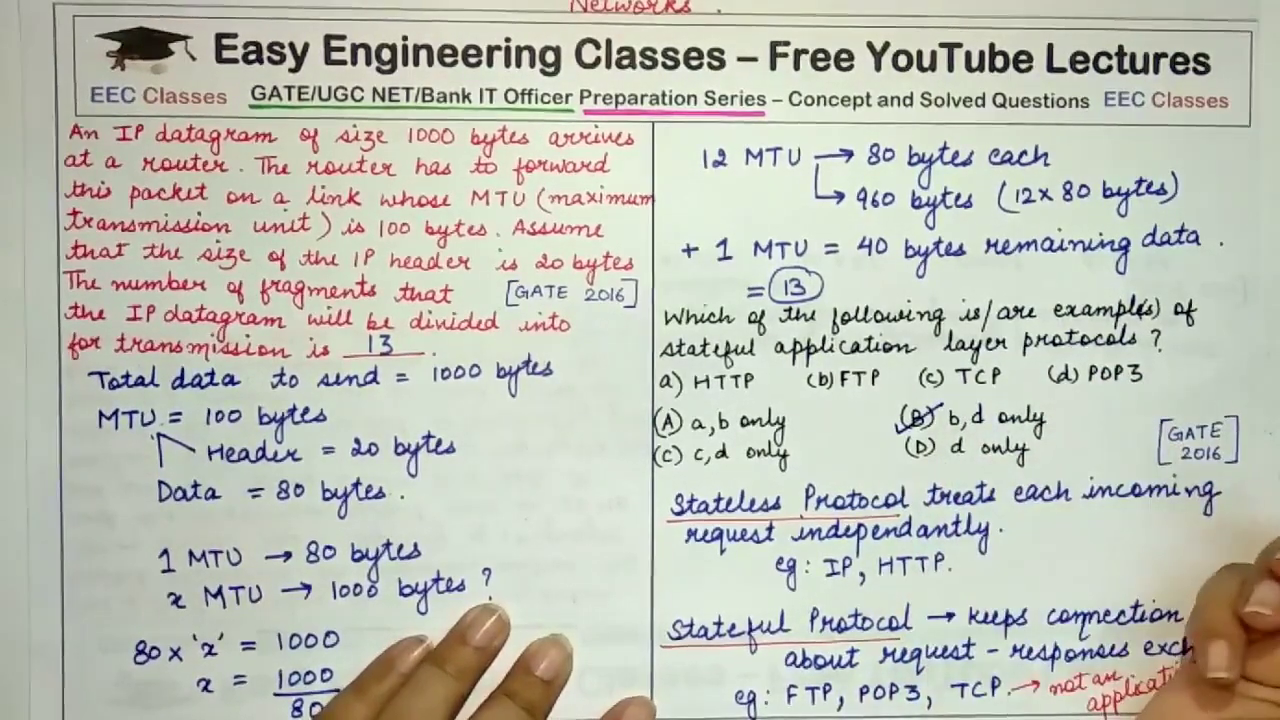 Networks.
Easy Engineering Classes – Free YouTube Lectures
EEC Classes GATE/UGC NET/Bank IT Officer Preparation Series – Concept and Solved Questions EEC Classes
An IP datagram of size 1000 bytes arrives
at a router. The router has to forward
this packet on a link whose MTU (maximum
transmission unit) is 100 bytes. Assume
that the size of the IP header is 20 bytes
The number of fragments that [GATE 2016]
the IP datagram will be divided into
for transmission is 13.
Total data to send = 1000 bytes
MTU = 100 bytes
Header = 20 bytes
Data = 80 bytes.
1 MTU → 80 bytes
x MTU → 1000 bytes ?
80 × 'x' = 1000
x = 1000
80
12 MTU → 80 bytes each
↳ 960 bytes (12 x 80 bytes)
+ 1 MTU = 40 bytes remaining data.
= 13
Which of the following is/are example(s) of
stateful application layer protocols ?
a) HTTP (b) FTP (c) TCP (d) POP3
(A) a, b only (B) b, d only
(C) c, d only (D) d only
[GATE 2016]
Stateless Protocol treats each incoming
request independantly.
eg: IP, HTTP.
Stateful Protocol → keeps connection
about request - responses exch
eg: FTP, POP3, TCP → not an
applicati